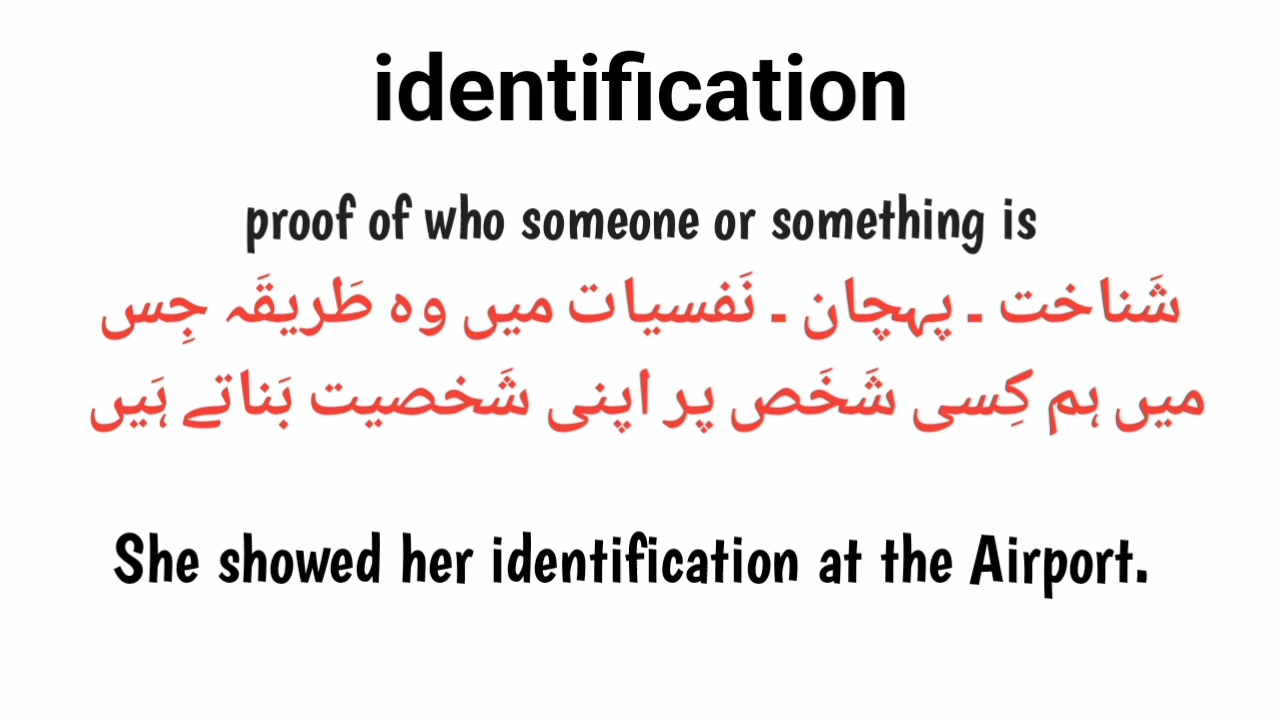 identification
proof of who someone or something is
شَناخت ۔ پہچان ۔ نَفسیات میں وہ طَریقَہ جِس
میں ہم کِسی شَخَص پر اپنی شَخصیت بَناتے ہَیں
She showed her identification at the Airport.